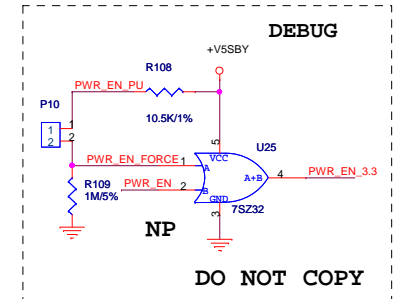 DEBUG
+V5SBY
R108
PWR_EN_PU
10.5K/1%
P10
1
1
2
2
5
VCC
U25
PWR_EN_FORCE
1
A
PWR_EN
2
B
A+B
4
PWR_EN_3.3
R109
1M/5%
GND
3
7SZ32
NP
DO NOT COPY